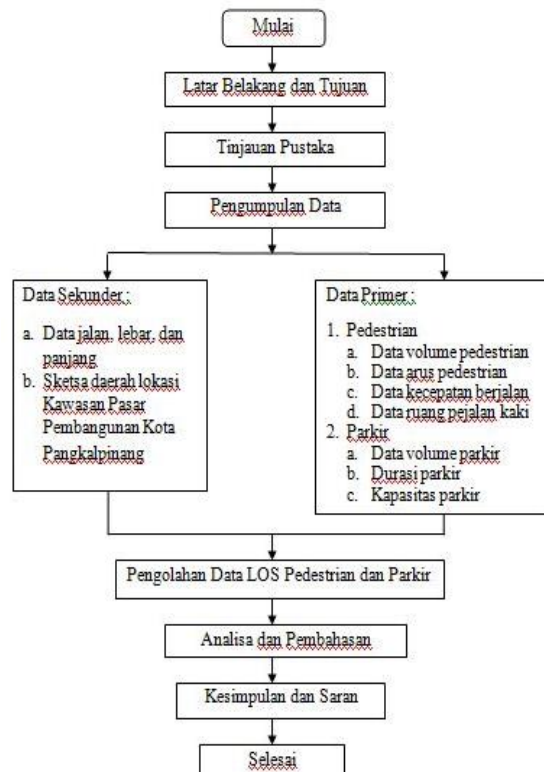 Mulai
Latar Belakang dan Tujuan
Tinjauan Pustaka
Pengumpulan Data
Data Sekunder :
a. Data jalan, lebar, dan
panjang
b. Sketsa daerah lokasi
Kawasan Pasar
Pembangunan Kota
Pangkalpinang
Data Primer :
1. Pedestrian
a. Data volume pedestrian
b. Data arus pedestrian
c. Data kecepatan berjalan
d. Data ruang pejalan kaki
2. Parkir
a. Data volume parkir
b. Durasi parkir
c. Kapasitas parkir
Pengolahan Data LOS Pedestrian dan Parkir
Analisa dan Pembahasan
Kesimpulan dan Saran
Selesai